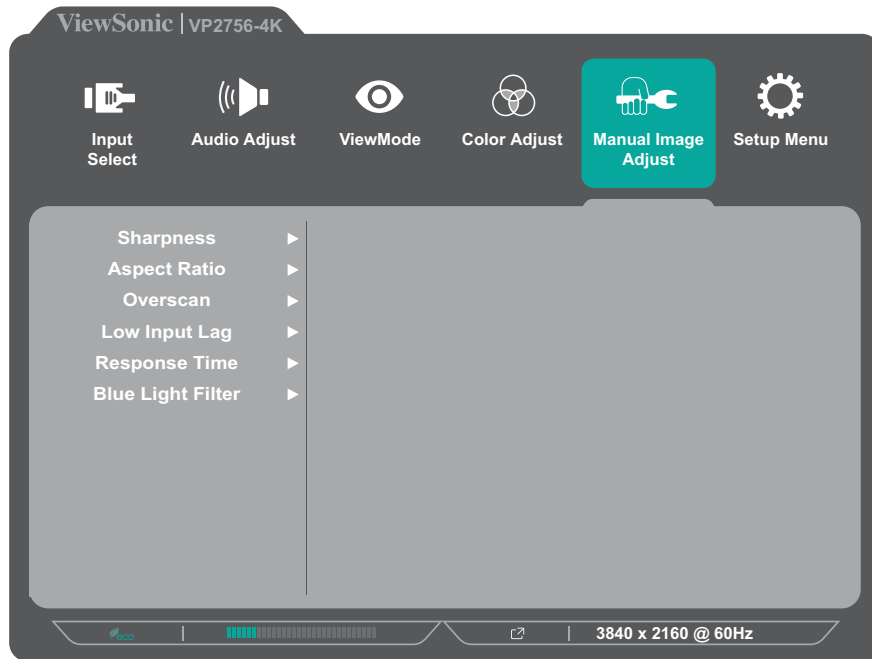 ViewSonic | VP2756-4K
Input
Select
Audio Adjust
ViewMode
Color Adjust
Manual Image
Adjust
Setup Menu
Sharpness
Aspect Ratio
Overscan
Low Input Lag
Response Time
Blue Light Filter
eco
3840 x 2160 @ 60Hz